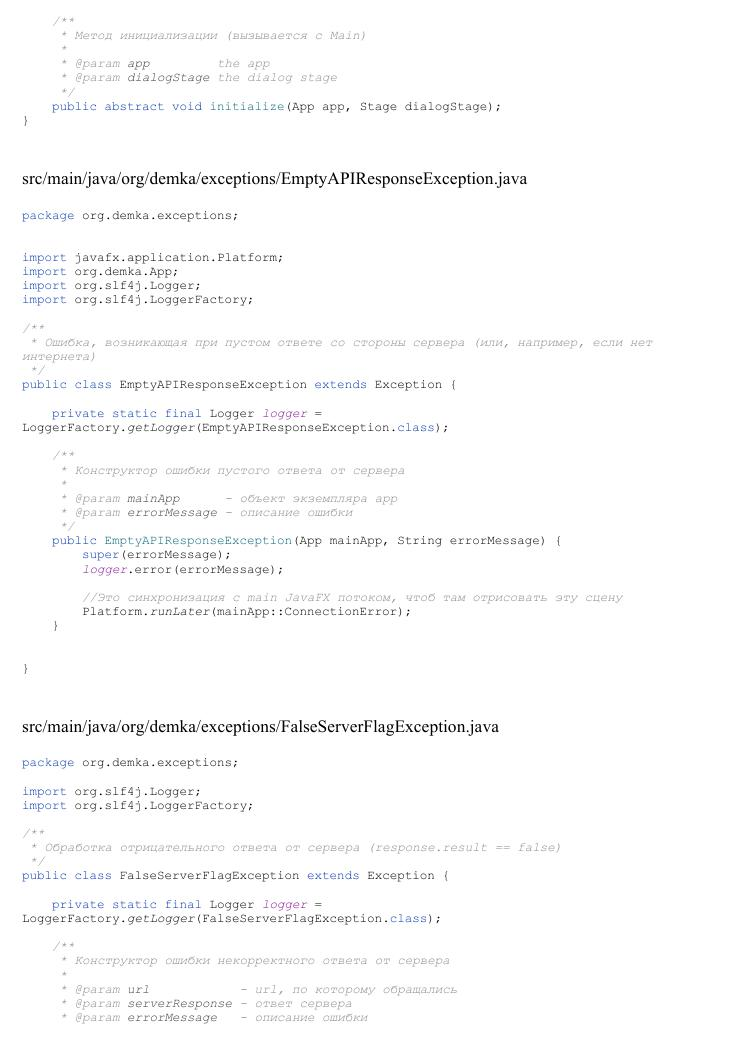 /**
     * Метод инициализации (вызывается с Main)
     *
     * @param app         the app
     * @param dialogStage the dialog stage
     */
    public abstract void initialize(App app, Stage dialogStage);
}
src/main/java/org/demka/exceptions/EmptyAPIResponseException.java
package org.demka.exceptions;
import javafx.application.Platform;
import org.demka.App;
import org.slf4j.Logger;
import org.slf4j.LoggerFactory;
/**
 * Ошибка, возникающая при пустом ответе со стороны сервера (или, например, если нет
интернета)
 */
public class EmptyAPIResponseException extends Exception {
    private static final Logger logger =
LoggerFactory.getLogger(EmptyAPIResponseException.class);
    /**
     * Конструктор ошибки пустого ответа от сервера
     *
     * @param mainApp      – объект экземпляра app
     * @param errorMessage – описание ошибки
     */
    public EmptyAPIResponseException(App mainApp, String errorMessage) {
        super(errorMessage);
        logger.error(errorMessage);
        //Это синхронизация с main JavaFX потоком, чтоб там отрисовать эту сцену
        Platform.runLater(mainApp::ConnectionError);
    }
}
src/main/java/org/demka/exceptions/FalseServerFlagException.java
package org.demka.exceptions;
import org.slf4j.Logger;
import org.slf4j.LoggerFactory;
/**
 * Обработка отрицательного ответа от сервера (response.result == false)
 */
public class FalseServerFlagException extends Exception {
    private static final Logger logger =
LoggerFactory.getLogger(FalseServerFlagException.class);
    /**
     * Конструктор ошибки некорректного ответа от сервера
     *
     * @param url            – url, по которому обращались
     * @param serverResponse – ответ сервера
     * @param errorMessage   – описание ошибки